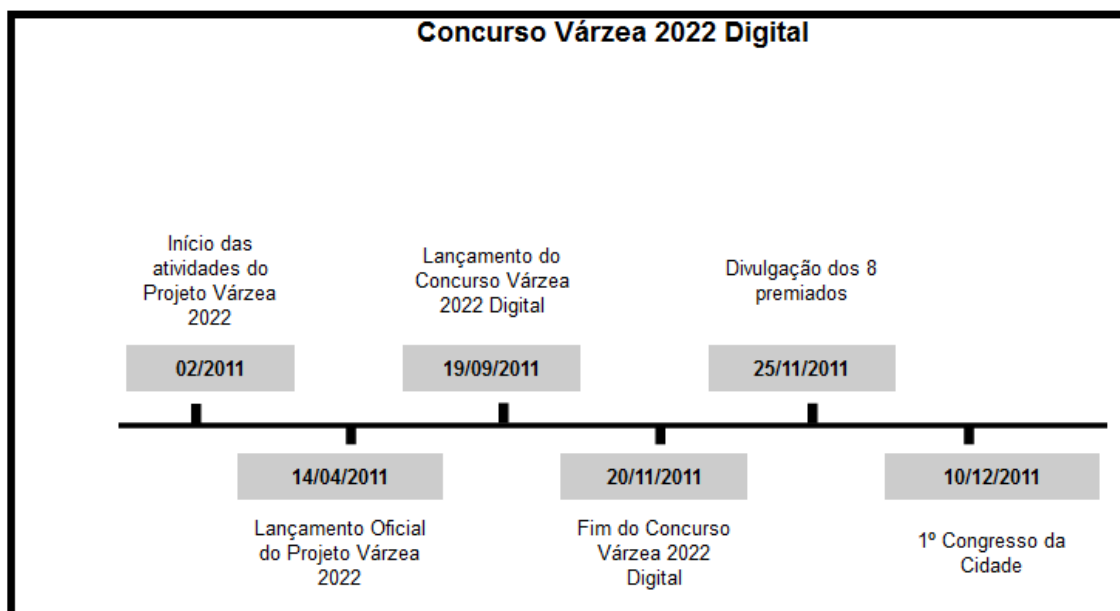 Concurso Várzea 2022 Digital
Início das
atividades do
Projeto Várzea
2022
02/2011
14/04/2011
Lançamento Oficial
do Projeto Várzea
2022
Lançamento do
Concurso Várzea
2022 Digital
19/09/2011
20/11/2011
Fim do Concurso
Várzea 2022
Digital
Divulgação dos 8
premiados
25/11/2011
10/12/2011
1º Congresso da
Cidade